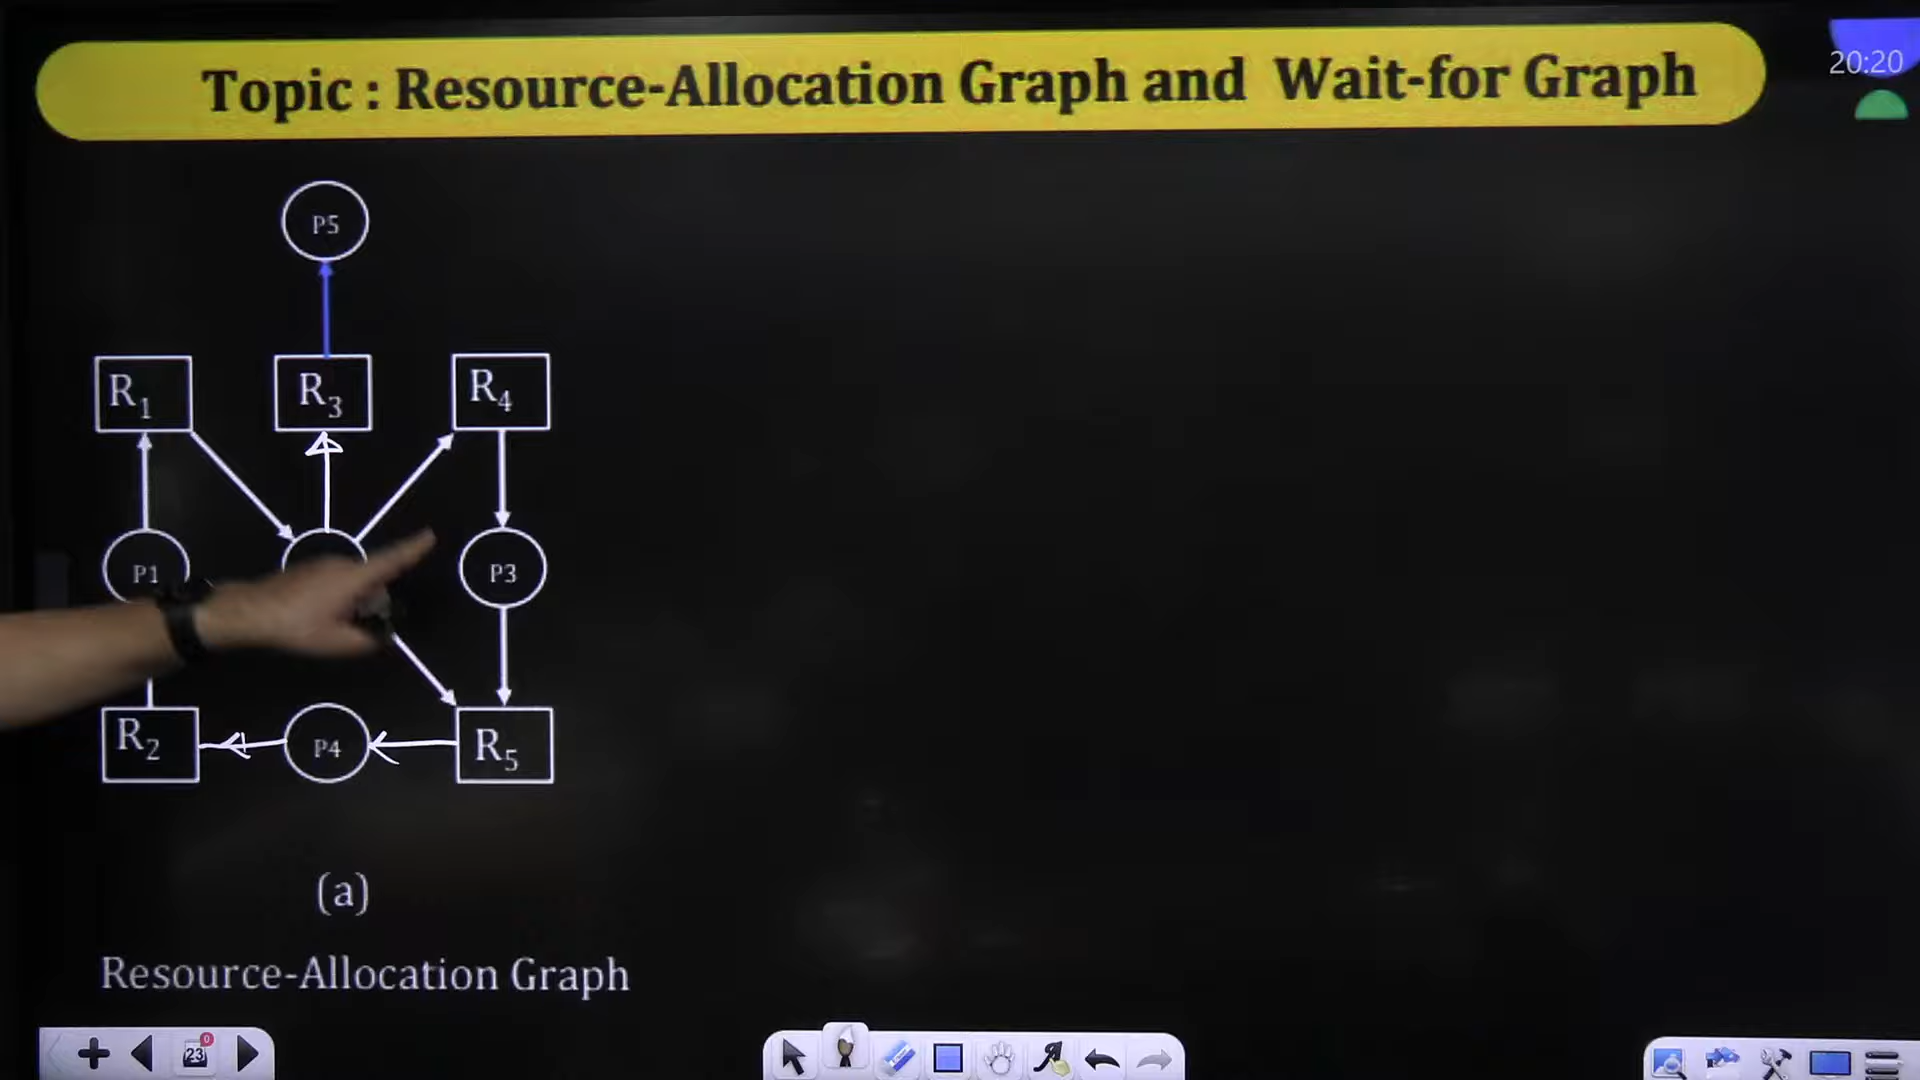 Topic : Resource-Allocation Graph and Wait-for Graph
20:20
P5
R1
R3
R4
P1
P3
R2
P4
R5
(a)
Resource-Allocation Graph
23
0